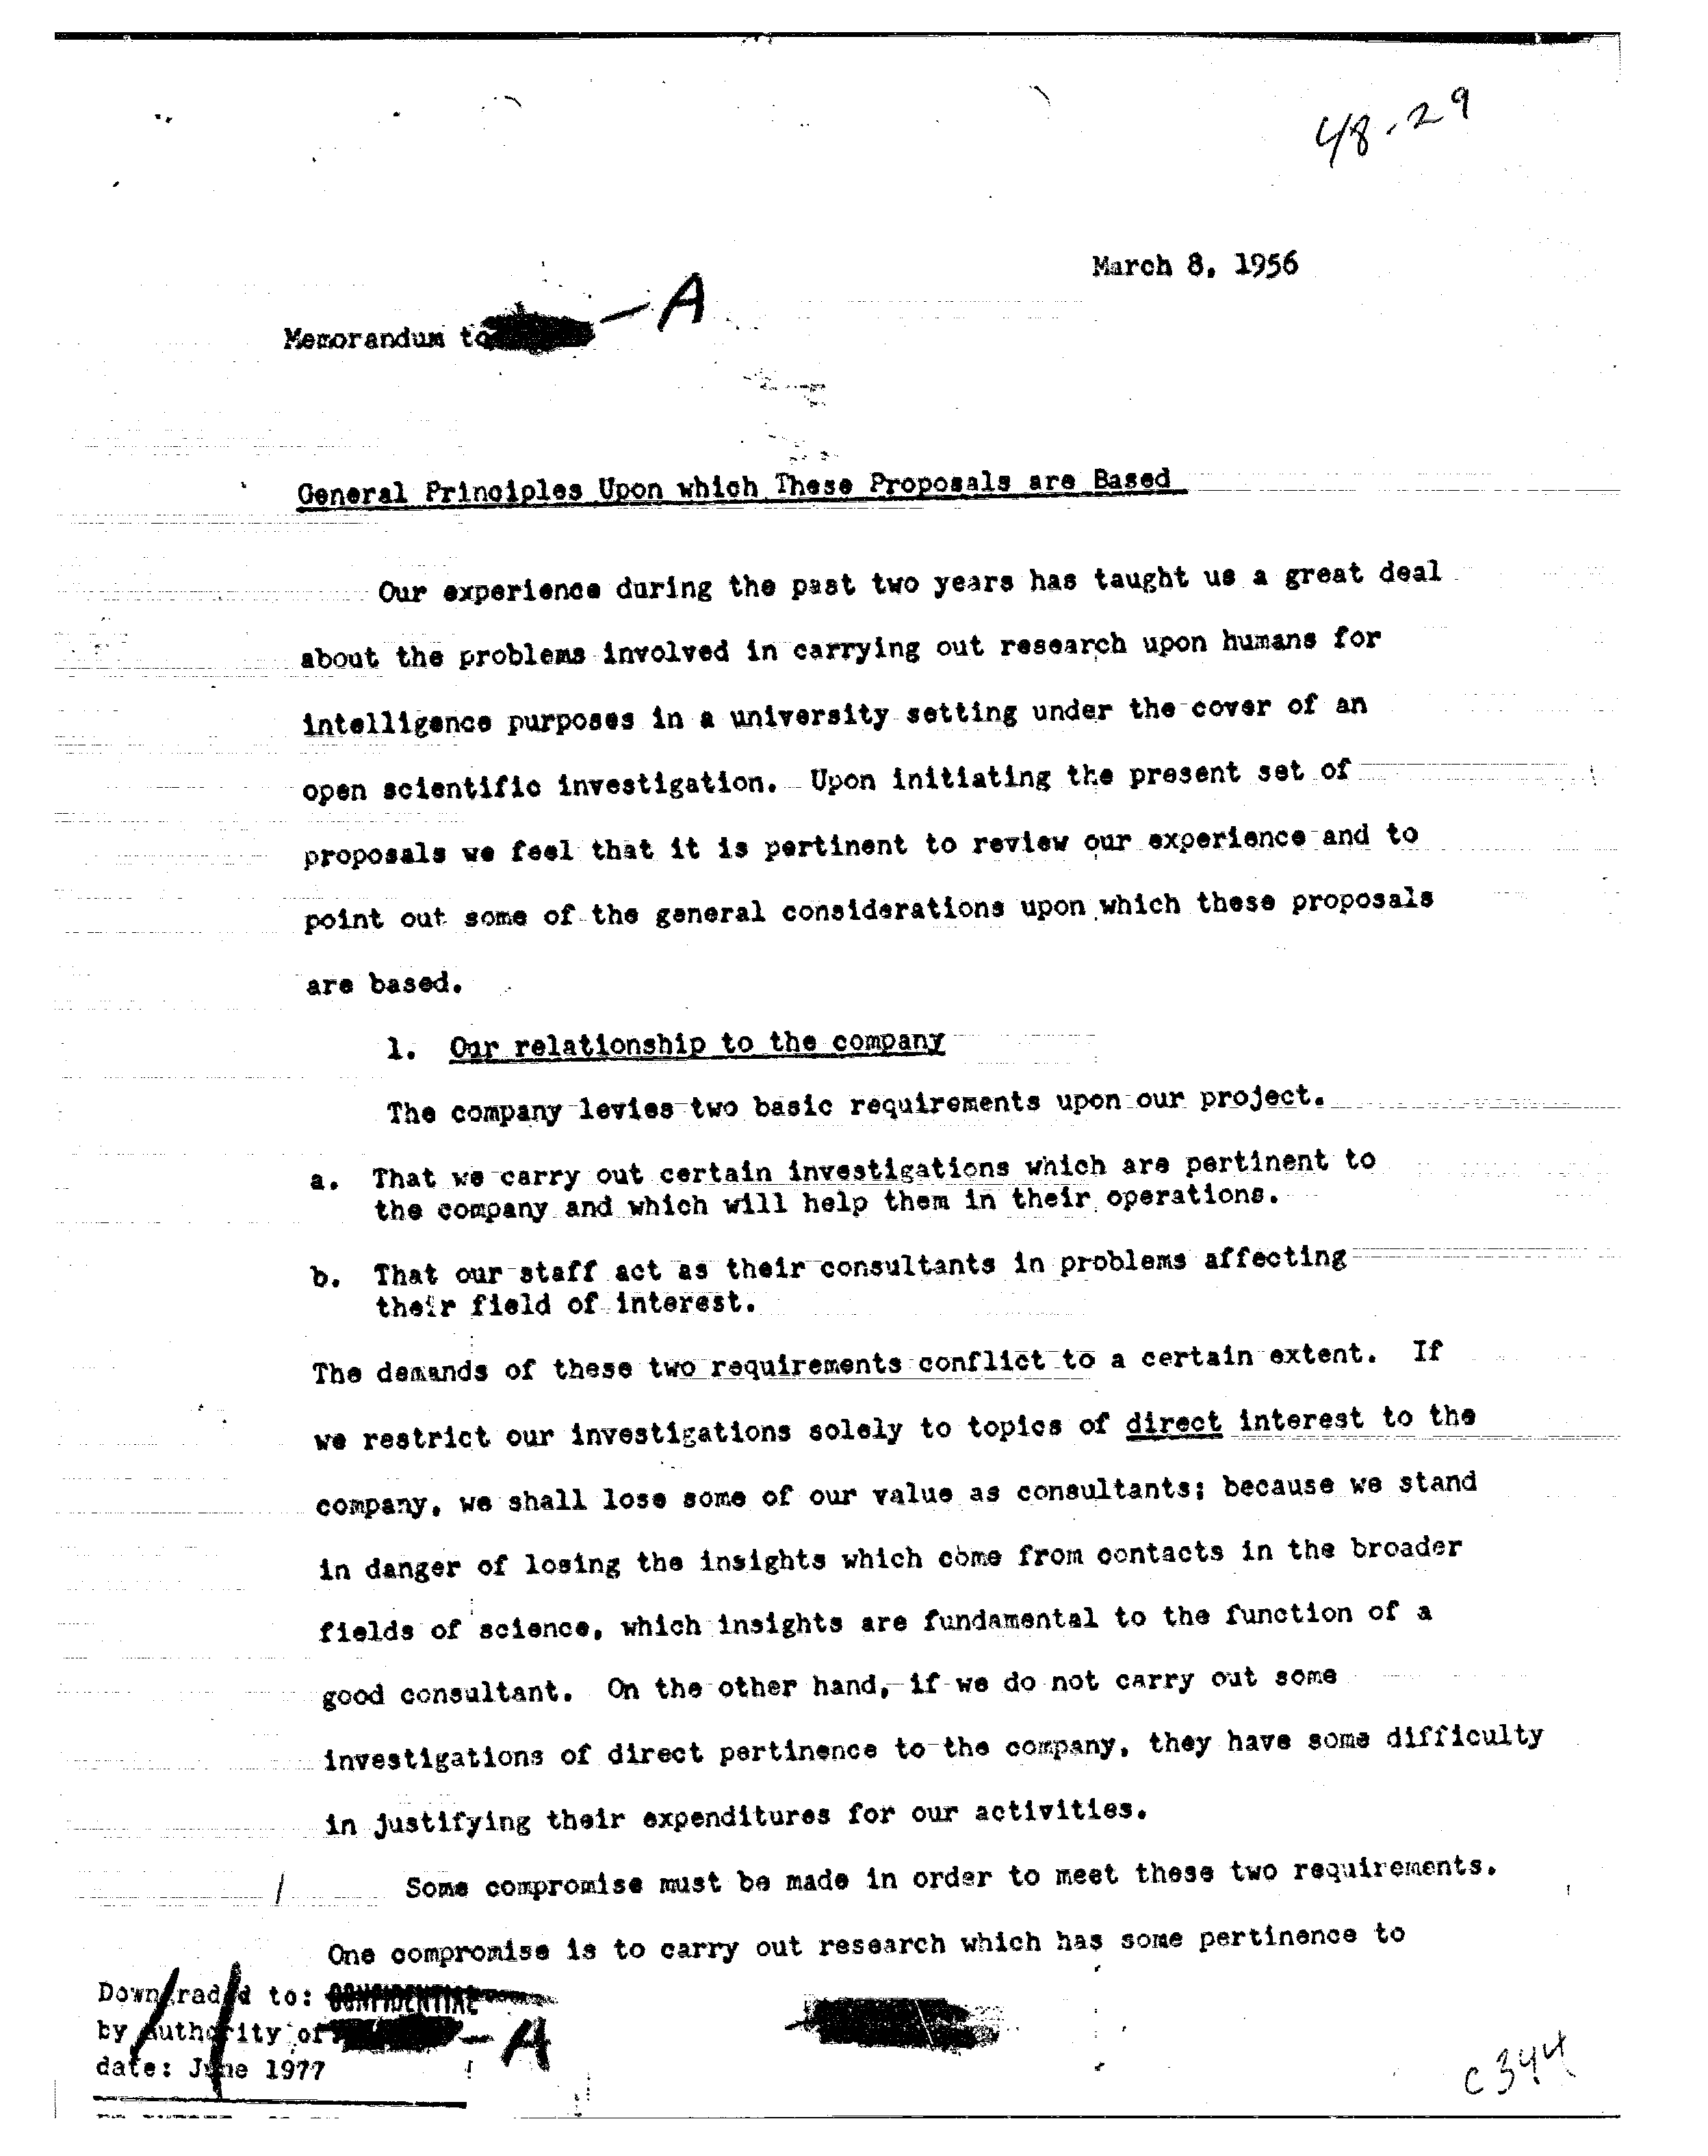 48-29
March 8, 1956
Memorandum to — A
General Principles Upon which These Proposals are Based
Our experience during the past two years has taught us a great deal
about the problems involved in carrying out research upon humans for
intelligence purposes in a university setting under the cover of an
open scientific investigation. Upon initiating the present set of
proposals we feel that it is pertinent to review our experience and to
point out some of the general considerations upon which these proposals
are based.
1. Our relationship to the company
The company levies two basic requirements upon our project.
a. That we carry out certain investigations which are pertinent to
the company and which will help them in their operations.
b. That our staff act as their consultants in problems affecting
their field of interest.
The demands of these two requirements conflict to a certain extent. If
we restrict our investigations solely to topics of direct interest to the
company, we shall lose some of our value as consultants; because we stand
in danger of losing the insights which come from contacts in the broader
fields of science, which insights are fundamental to the function of a
good consultant. On the other hand, if we do not carry out some
investigations of direct pertinence to the company, they have some difficulty
in justifying their expenditures for our activities.
Some compromise must be made in order to meet these two requirements.
One compromise is to carry out research which has some pertinence to
Downgraded to: CONFIDENTIAL
by authority of — A
date: June 1977
C344